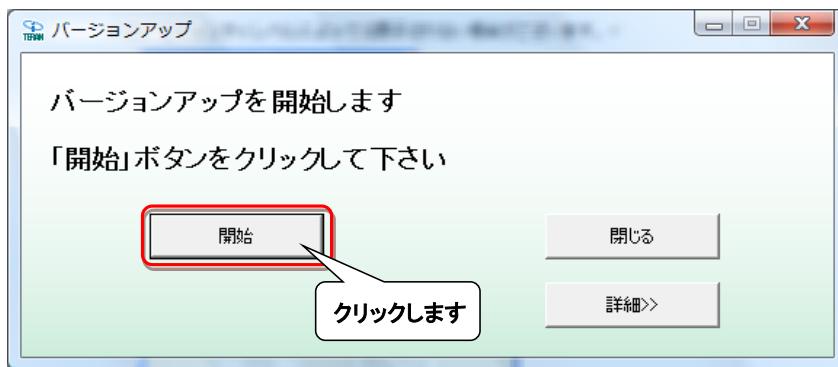 TERAN バージョンアップ
バージョンアップを開始します
「開始」ボタンをクリックして下さい
開始
閉じる
クリックします
詳細>>